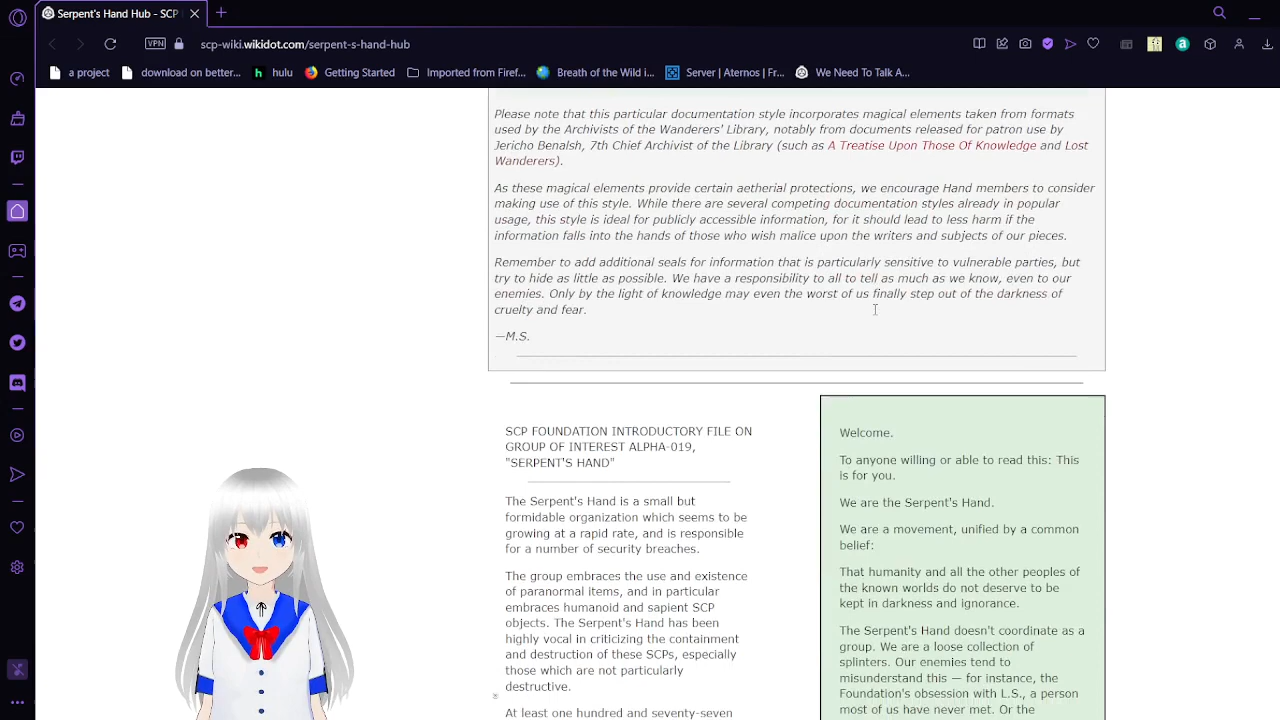 Serpent's Hand Hub - SCP
scp-wiki.wikidot.com/serpent-s-hand-hub
VPN
a project
download on better...
hulu
Getting Started
Imported from Firef...
Breath of the Wild i...
Server | Aternos | Fr...
We Need To Talk A...
Please note that this particular documentation style incorporates magical elements taken from formats
used by the Archivists of the Wanderers' Library, notably from documents released for patron use by
Jericho Benalsh, 7th Chief Archivist of the Library (such as A Treatise Upon Those Of Knowledge and Lost
Wanderers).
As these magical elements provide certain aetherial protections, we encourage Hand members to consider
making use of this style. While there are several competing documentation styles already in popular
usage, this style is ideal for publicly accessible information, for it should lead to less harm if the
information falls into the hands of those who wish malice upon the writers and subjects of our pieces.
Remember to add additional seals for information that is particularly sensitive to vulnerable parties, but
try to hide as little as possible. We have a responsibility to all to tell as much as we know, even to our
enemies. Only by the light of knowledge may even the worst of us finally step out of the darkness of
cruelty and fear.
—M.S.
SCP FOUNDATION INTRODUCTORY FILE ON
GROUP OF INTEREST ALPHA-019,
"SERPENT'S HAND"
The Serpent's Hand is a small but
formidable organization which seems to be
growing at a rapid rate, and is responsible
for a number of security breaches.
The group embraces the use and existence
of paranormal items, and in particular
embraces humanoid and sapient SCP
objects. The Serpent's Hand has been
highly vocal in criticizing the containment
and destruction of these SCPs, especially
those which are not particularly
destructive.
At least one hundred and seventy-seven
Welcome.
To anyone willing or able to read this: This
is for you.
We are the Serpent's Hand.
We are a movement, unified by a common
belief:
That humanity and all the other peoples of
the known worlds do not deserve to be
kept in darkness and ignorance.
The Serpent's Hand doesn't coordinate as a
group. We are a loose collection of
splinters. Our enemies tend to
misunderstand this — for instance, the
Foundation's obsession with L.S., a person
most of us have never met. Or the